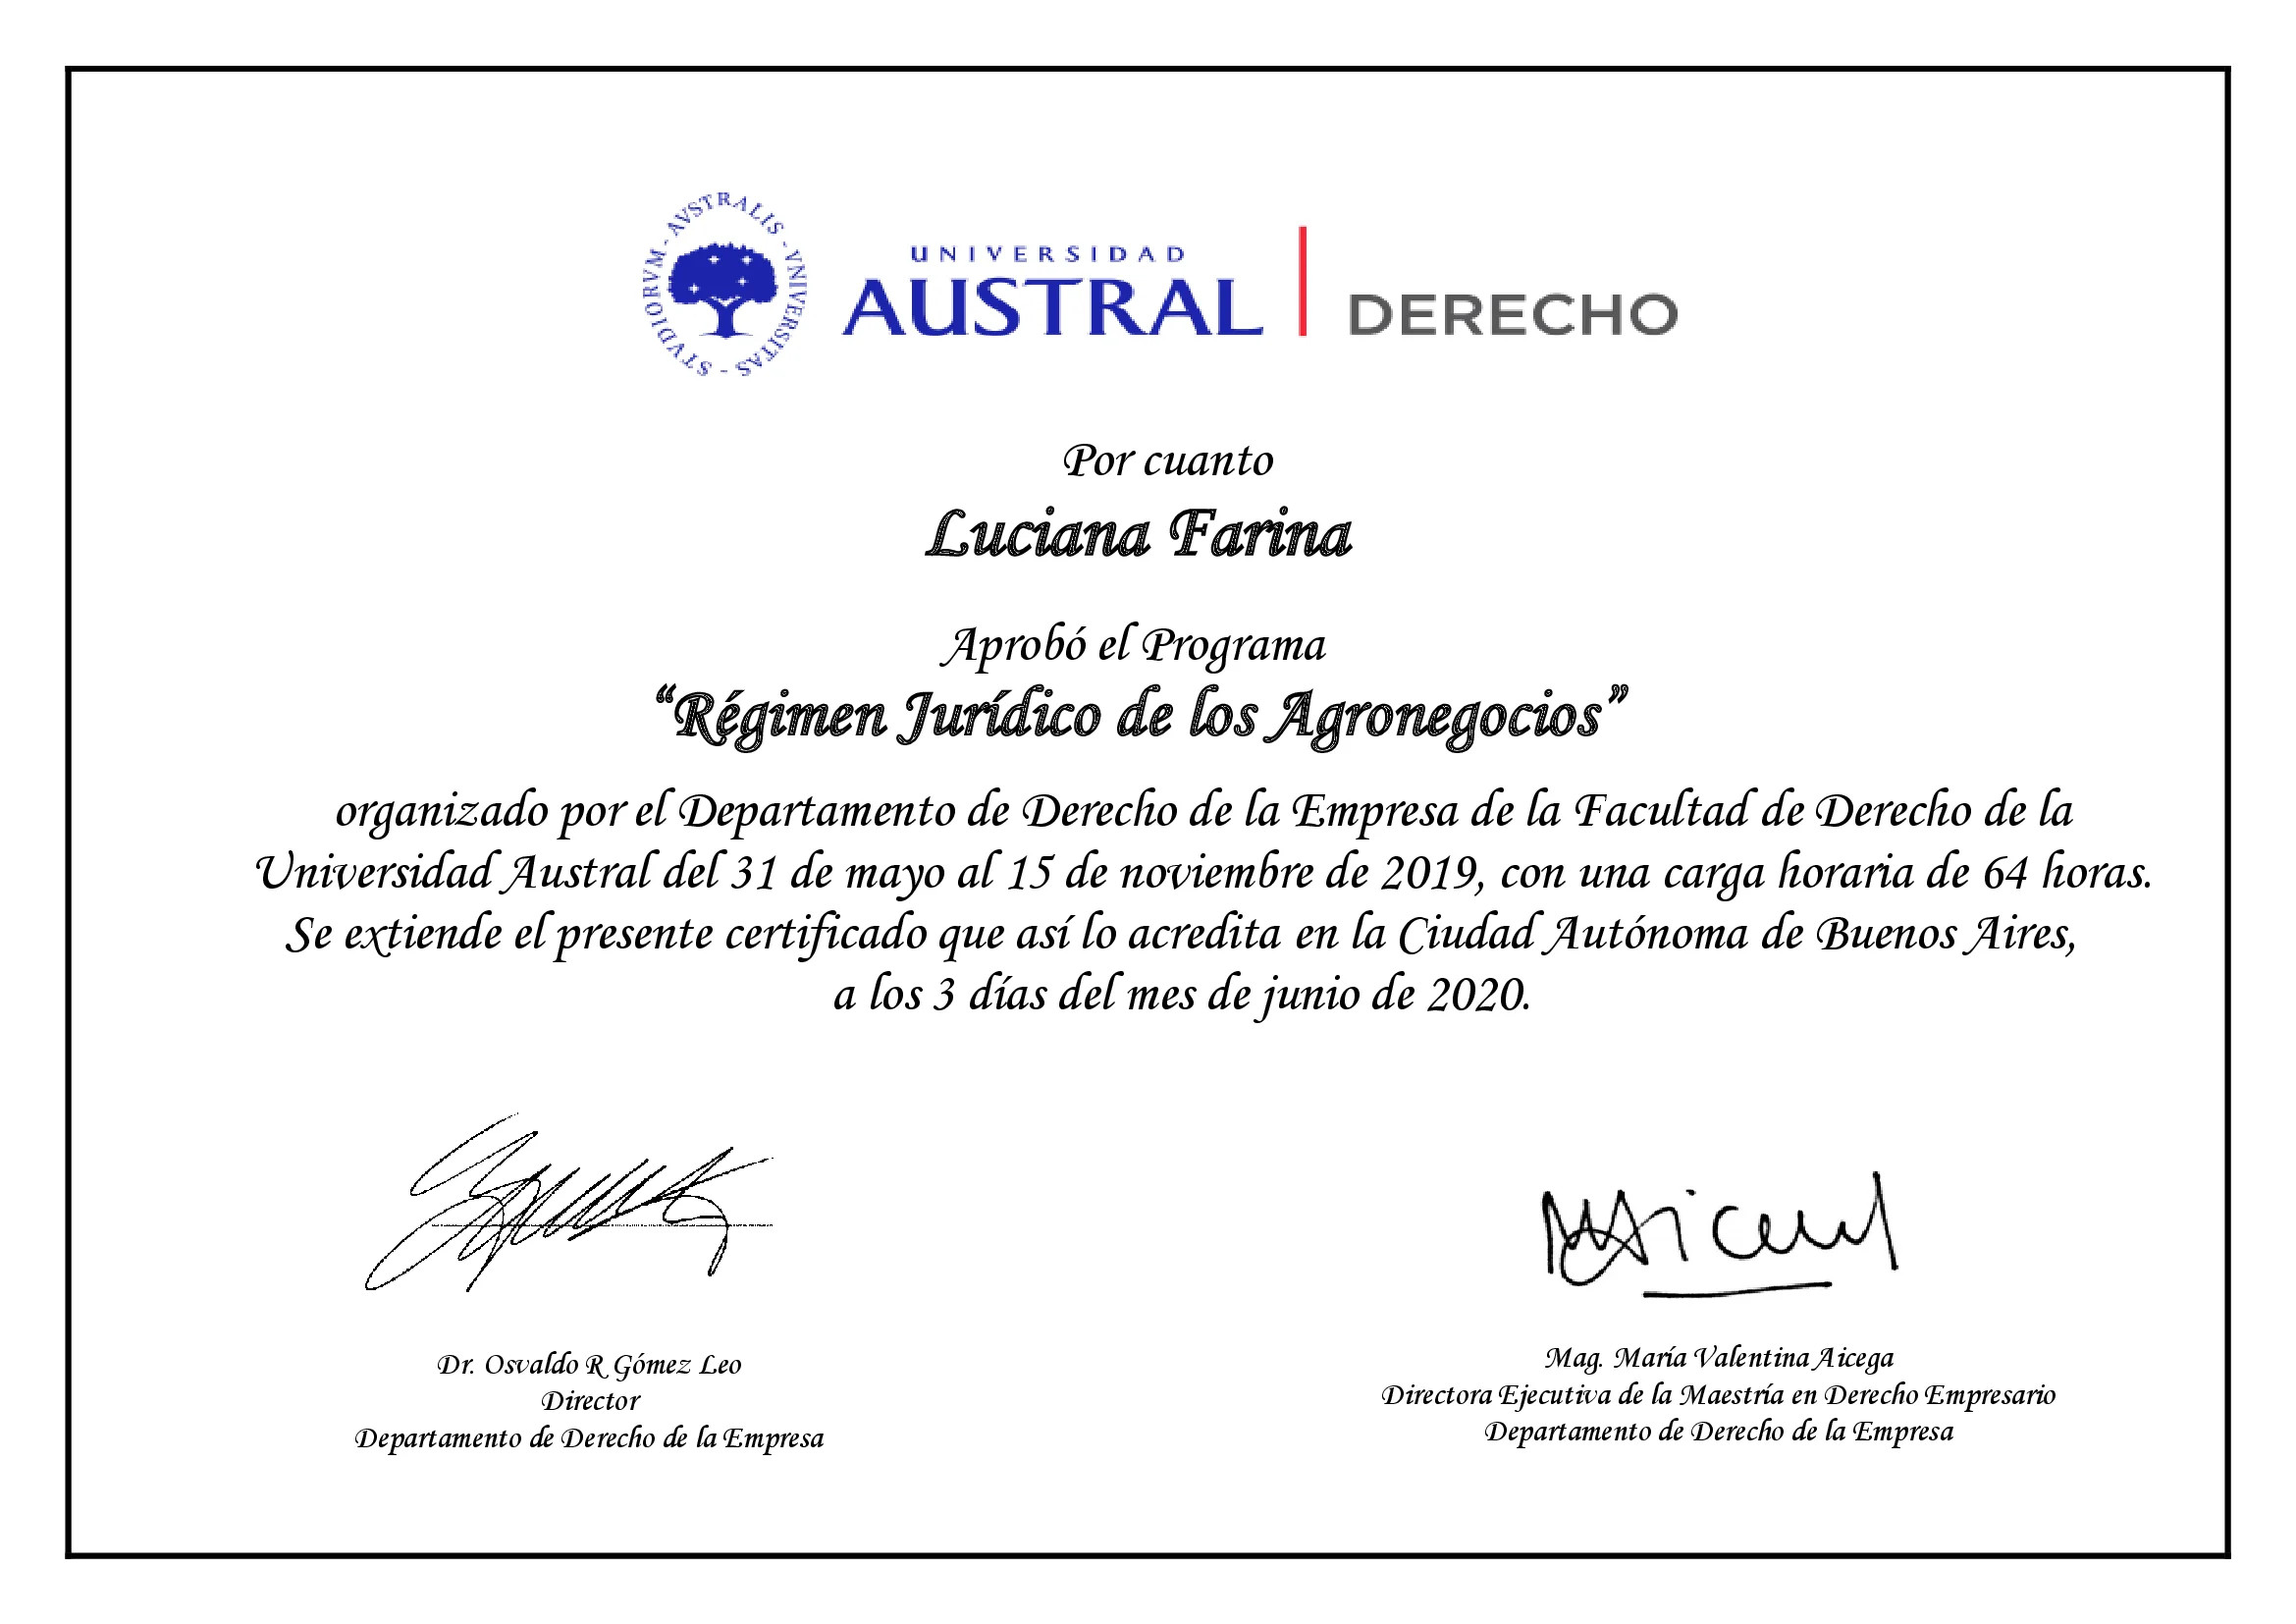 STVDIORVM - AVSTRALIS - VNIVERSITAS -
UNIVERSIDAD
AUSTRAL
DERECHO
Por cuanto
Luciana Farina
Aprobó el Programa
“Régimen Jurídico de los Agronegocios”
organizado por el Departamento de Derecho de la Empresa de la Facultad de Derecho de la
Universidad Austral del 31 de mayo al 15 de noviembre de 2019, con una carga horaria de 64 horas.
Se extiende el presente certificado que así lo acredita en la Ciudad Autónoma de Buenos Aires,
a los 3 días del mes de junio de 2020.
Dr. Osvaldo R Gómez Leo
Director
Departamento de Derecho de la Empresa
Mag. María Valentina Aicega
Directora Ejecutiva de la Maestría en Derecho Empresario
Departamento de Derecho de la Empresa